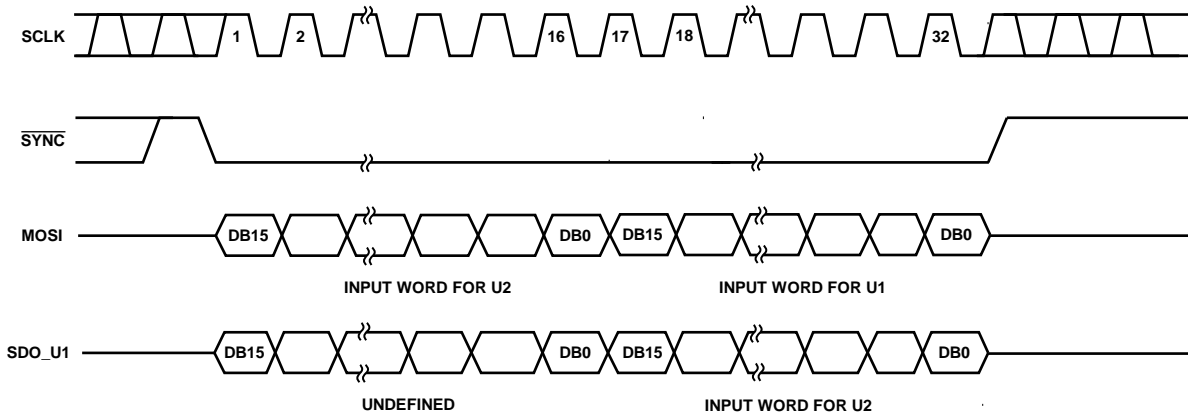 SCLK 1 2 16 17 18 32
SYNC
MOSI DB15 DB0 DB15 DB0
INPUT WORD FOR U2 INPUT WORD FOR U1
SDO_U1 DB15 DB0 DB15 DB0
UNDEFINED INPUT WORD FOR U2